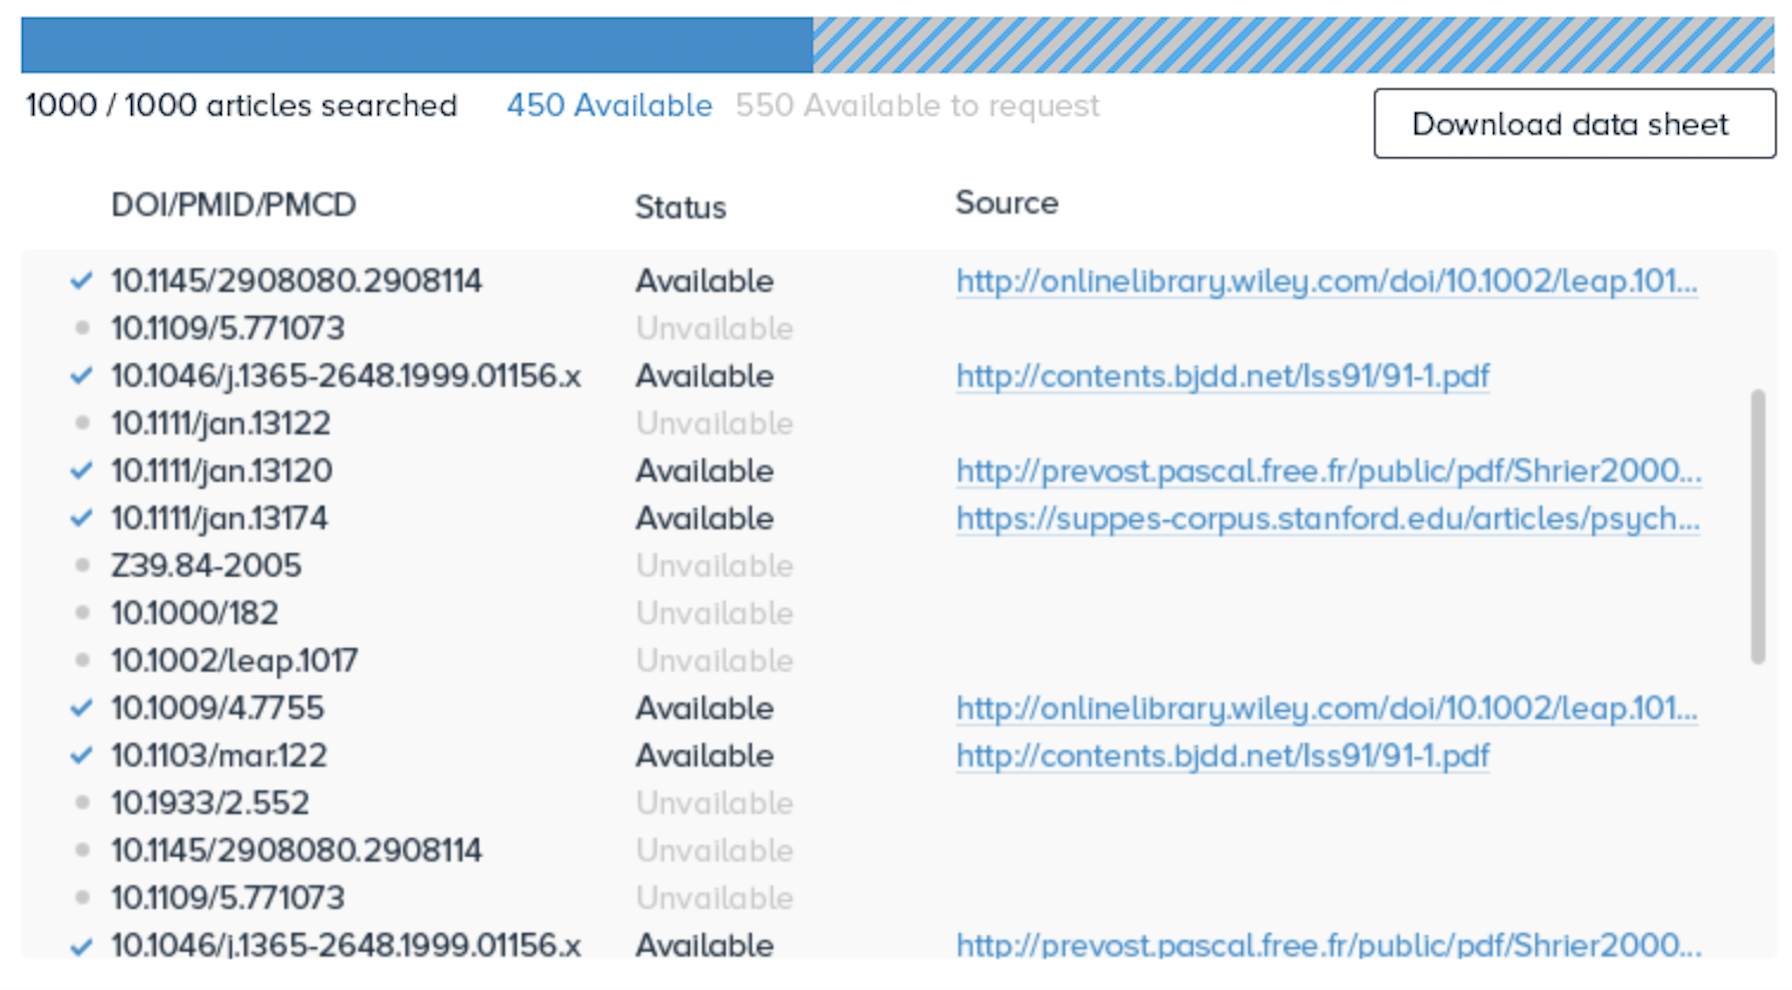 1000 / 1000 articles searched 450 Available 550 Available to request
Download data sheet
DOI/PMID/PMCD Status Source
10.1145/2908080.2908114 Available http://onlinelibrary.wiley.com/doi/10.1002/leap.101...
10.1109/5.771073 Unvailable
10.1046/j.1365-2648.1999.01156.x Available http://contents.bjdd.net/Iss91/91-1.pdf
10.1111/jan.13122 Unvailable
10.1111/jan.13120 Available http://prevost.pascal.free.fr/public/pdf/Shrier2000...
10.1111/jan.13174 Available https://suppes-corpus.stanford.edu/articles/psych...
Z39.84-2005 Unvailable
10.1000/182 Unvailable
10.1002/leap.1017 Unvailable
10.1009/4.7755 Available http://onlinelibrary.wiley.com/doi/10.1002/leap.101...
10.1103/mar.122 Available http://contents.bjdd.net/Iss91/91-1.pdf
10.1933/2.552 Unvailable
10.1145/2908080.2908114 Unvailable
10.1109/5.771073 Unvailable
10.1046/j.1365-2648.1999.01156.x Available http://prevost.pascal.free.fr/public/pdf/Shrier2000...